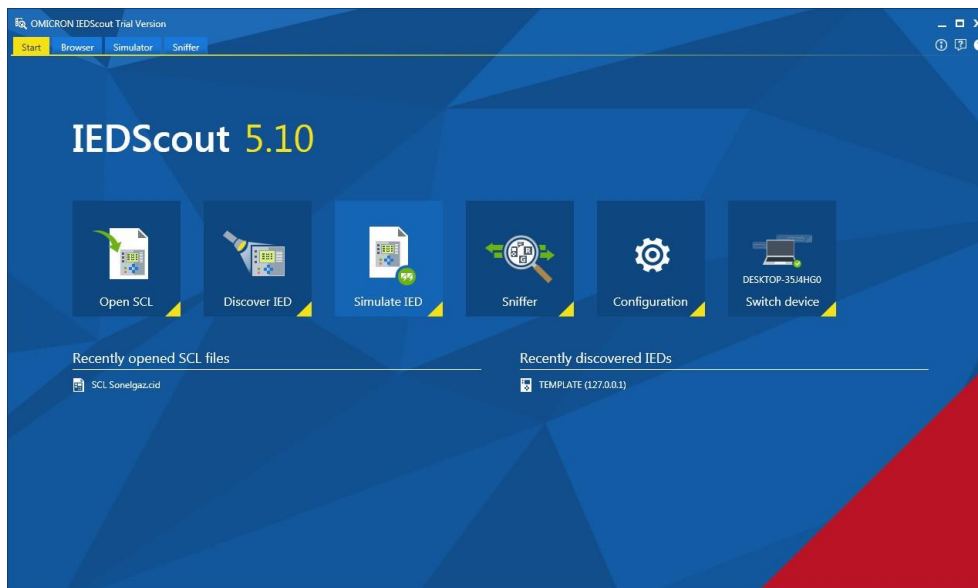 OMICRON IEDScout Trial Version
Start Browser Simulator Sniffer
IEDScout 5.10
Open SCL
Discover IED
Simulate IED
Sniffer
Configuration
DESKTOP-35J4HG0
Switch device
Recently opened SCL files
SCL Sonelgaz.cid
Recently discovered IEDs
TEMPLATE (127.0.0.1)